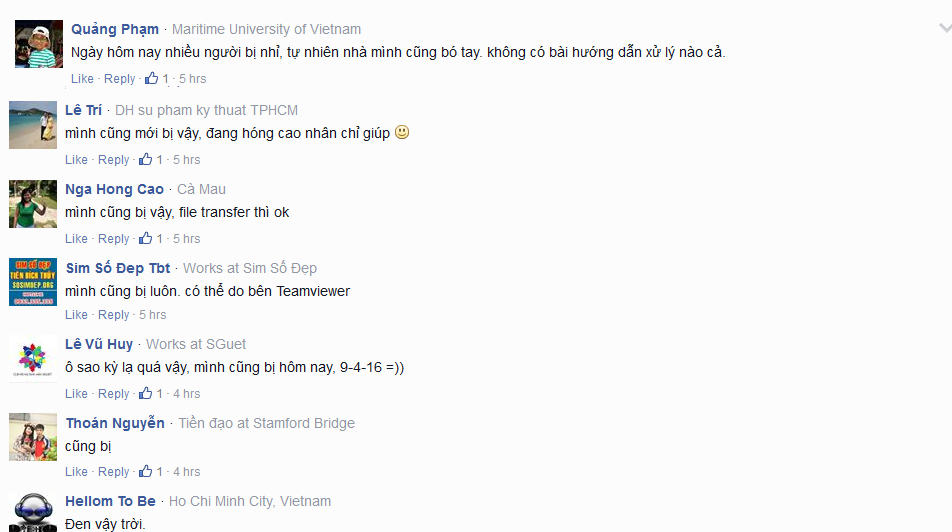 Quảng Phạm · Maritime University of Vietnam
Ngày hôm nay nhiều người bị nhỉ, tự nhiên nhà mình cũng bó tay. không có bài hướng dẫn xử lý nào cả.
Like · Reply · 1 · 5 hrs
Lê Trí · DH su pham ky thuat TPHCM
mình cũng mới bị vậy, đang hóng cao nhân chỉ giúp
Like · Reply · 1 · 5 hrs
Nga Hong Cao · Cà Mau
mình cũng bị vậy, file transfer thì ok
Like · Reply · 1 · 5 hrs
SIM SỐ ĐẸP
Sim Số Đẹp Tbt · Works at Sim Số Đẹp
mình cũng bị luôn. có thể do bên Teamviewer
Like · Reply · 5 hrs
Lê Vũ Huy · Works at SGuet
ô sao kỳ lạ quá vậy, mình cũng bị hôm nay, 9-4-16 =))
Like · Reply · 1 · 4 hrs
Thoán Nguyễn · Tiền đạo at Stamford Bridge
cũng bị
Like · Reply · 1 · 4 hrs
Hellom To Be · Ho Chi Minh City, Vietnam
Đen vậy trời.